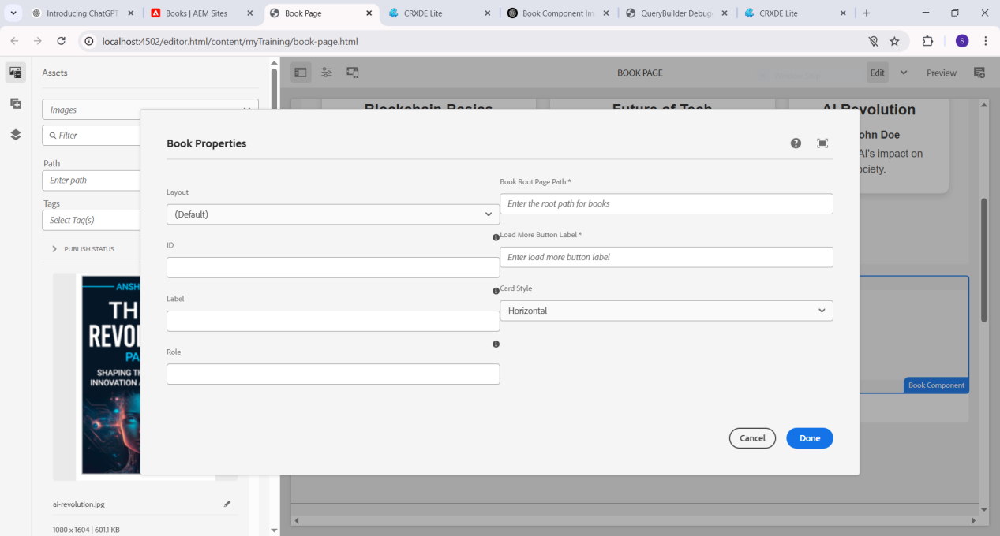 Introducing ChatGPT
Books | AEM Sites
Book Page
CRXDE Lite
Book Component Im
QueryBuilder Debug
CRXDE Lite
localhost:4502/editor.html/content/myTraining/book-page.html
S
Assets
BOOK PAGE
Edit
Preview
Images
Filter
Path
Enter path
Tags
Select Tag(s)
PUBLISH STATUS
Blockchain Basics
Future of Tech
AI Revolution
ohn Doe
AI's impact on
ociety.
Book Properties
Layout
(Default)
ID
Label
Role
Book Root Page Path *
Enter the root path for books
Load More Button Label *
Enter load more button label
Card Style
Horizontal
Cancel
Done
Book Component
ANSH
TH
REVOL
PA
SHAPING TH
INNOVATION A
ai-revolution.jpg
1080 x 1604 | 601.1 KB